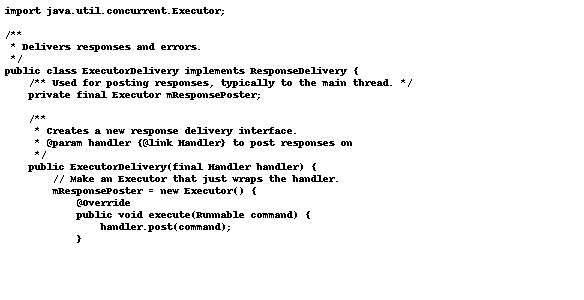 import java.util.concurrent.Executor;
/**
 * Delivers responses and errors.
 */
public class ExecutorDelivery implements ResponseDelivery {
    /** Used for posting responses, typically to the main thread. */
    private final Executor mResponsePoster;
    /**
     * Creates a new response delivery interface.
     * @param handler {@link Handler} to post responses on
     */
    public ExecutorDelivery(final Handler handler) {
        // Make an Executor that just wraps the handler.
        mResponsePoster = new Executor() {
            @Override
            public void execute(Runnable command) {
                handler.post(command);
            }